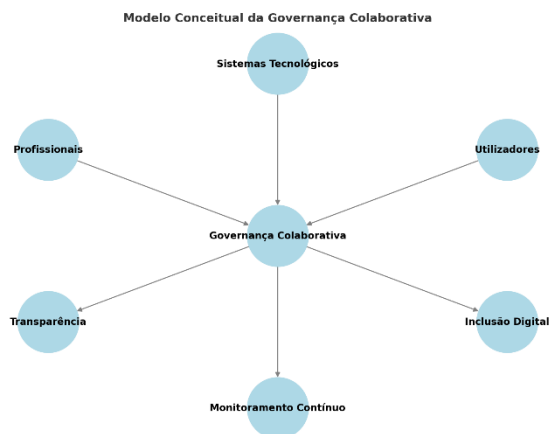 Modelo Conceitual da Governança Colaborativa
Sistemas Tecnológicos
Profissionais
Utilizadores
Governança Colaborativa
Transparência
Inclusão Digital
Monitoramento Contínuo